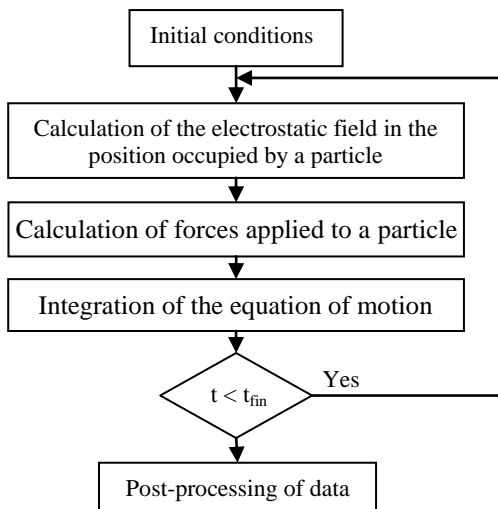 Initial conditions
Calculation of the electrostatic field in the
position occupied by a particle
Calculation of forces applied to a particle
Integration of the equation of motion
t < tfin
Yes
Post-processing of data